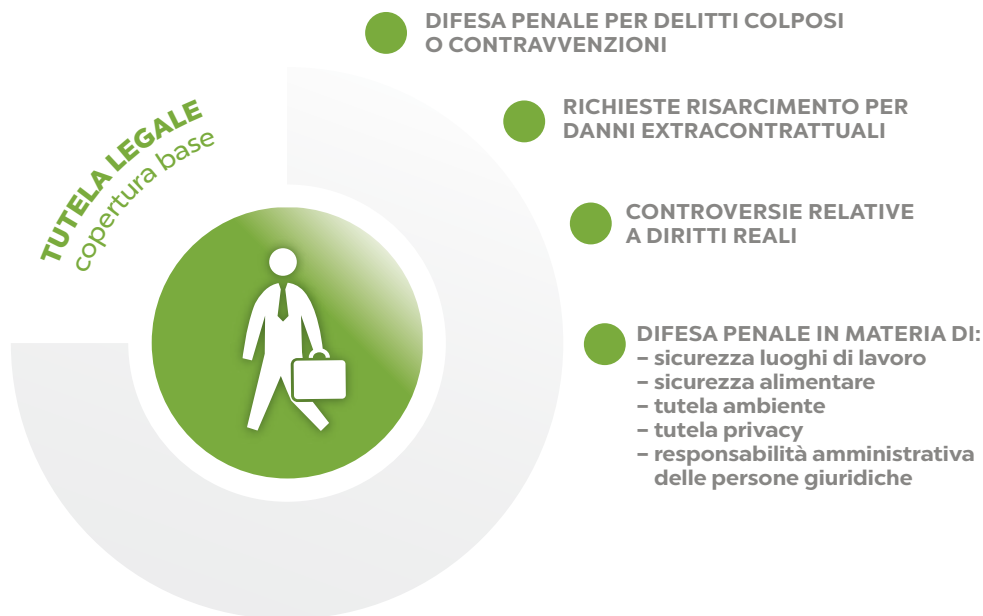 TUTELA LEGALE
copertura base
DIFESA PENALE PER DELITTI COLPOSI
O CONTRAVVENZIONI
RICHIESTE RISARCIMENTO PER
DANNI EXTRACONTRATTUALI
CONTROVERSIE RELATIVE
A DIRITTI REALI
DIFESA PENALE IN MATERIA DI:
– sicurezza luoghi di lavoro
– sicurezza alimentare
– tutela ambiente
– tutela privacy
– responsabilità amministrativa
delle persone giuridiche